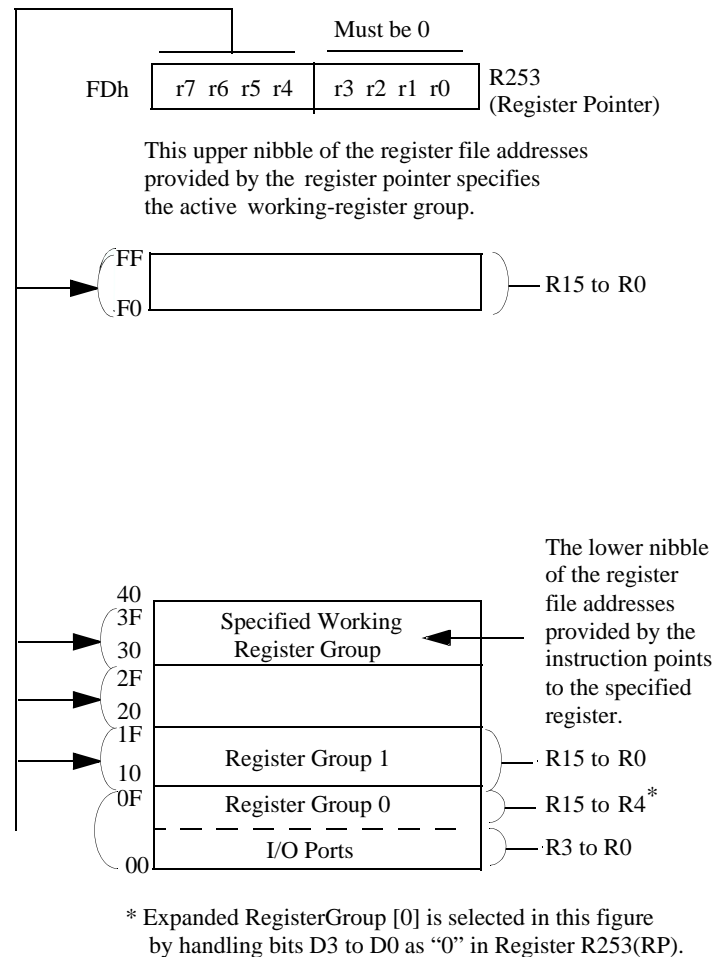 Must be 0
FDh
r7 r6 r5 r4
r3 r2 r1 r0
R253
(Register Pointer)
This upper nibble of the register file addresses
provided by the register pointer specifies
the active working-register group.
FF
F0
R15 to R0
The lower nibble
of the register
file addresses
provided by the
instruction points
to the specified
register.
40
3F
30
Specified Working
Register Group
2F
20
1F
10
Register Group 1
R15 to R0
0F
Register Group 0
R15 to R4*
00
I/O Ports
R3 to R0
* Expanded RegisterGroup [0] is selected in this figure
by handling bits D3 to D0 as “0” in Register R253(RP).